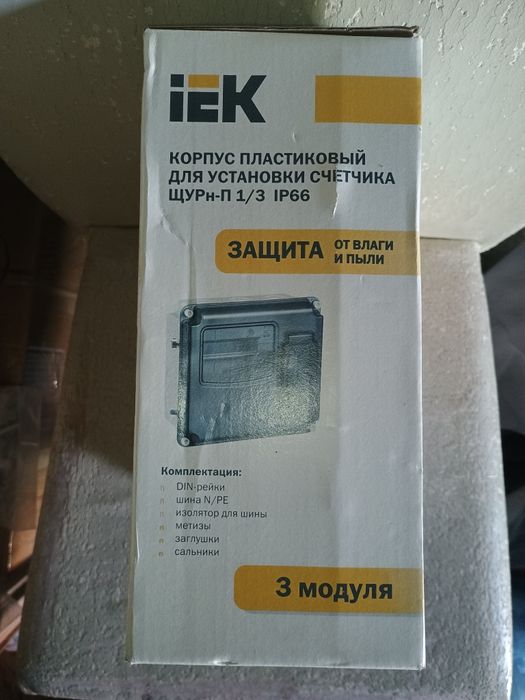 iEK
КОРПУС ПЛАСТИКОВЫЙ
ДЛЯ УСТАНОВКИ СЧЕТЧИКА
ЩУРн-П 1/3 IP66
ЗАЩИТА ОТ ВЛАГИ
И ПЫЛИ
Комплектация:
DIN-рейки
шина N/PE
изолятор для шины
метизы
заглушки
сальники
3 модуля